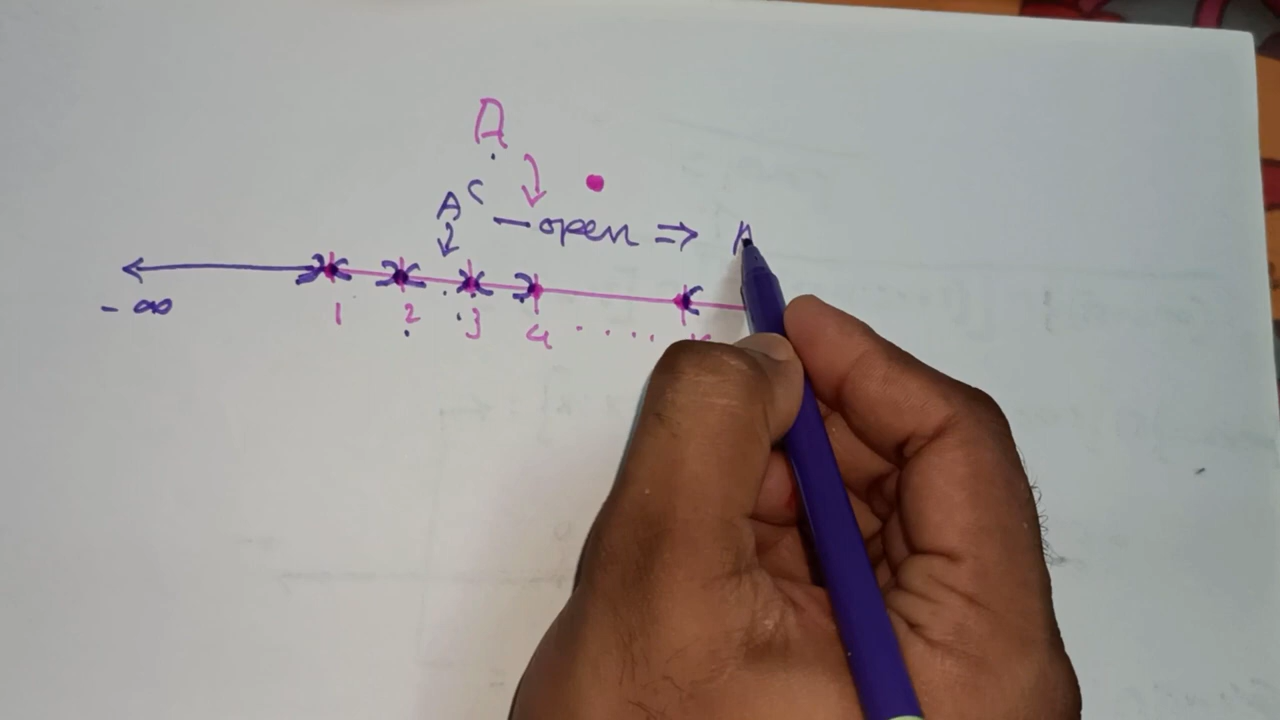 A
A^c — open ⇒ A
-∞ 1 2 3 4 .....